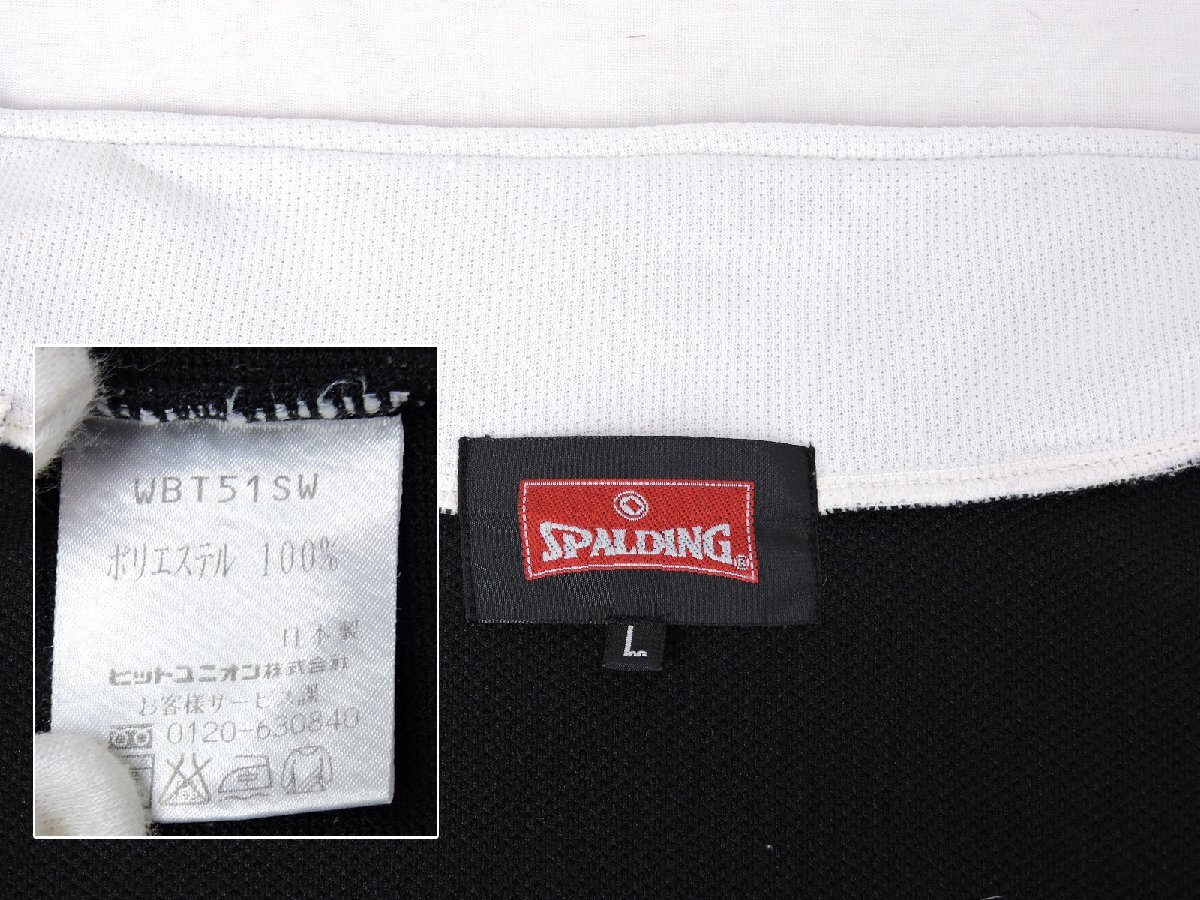 WBT51SW
ポリエステル 100%
日本製
ヒットユニオン株式会社
お客様サービス課
0120-630840
SPALDING®
L